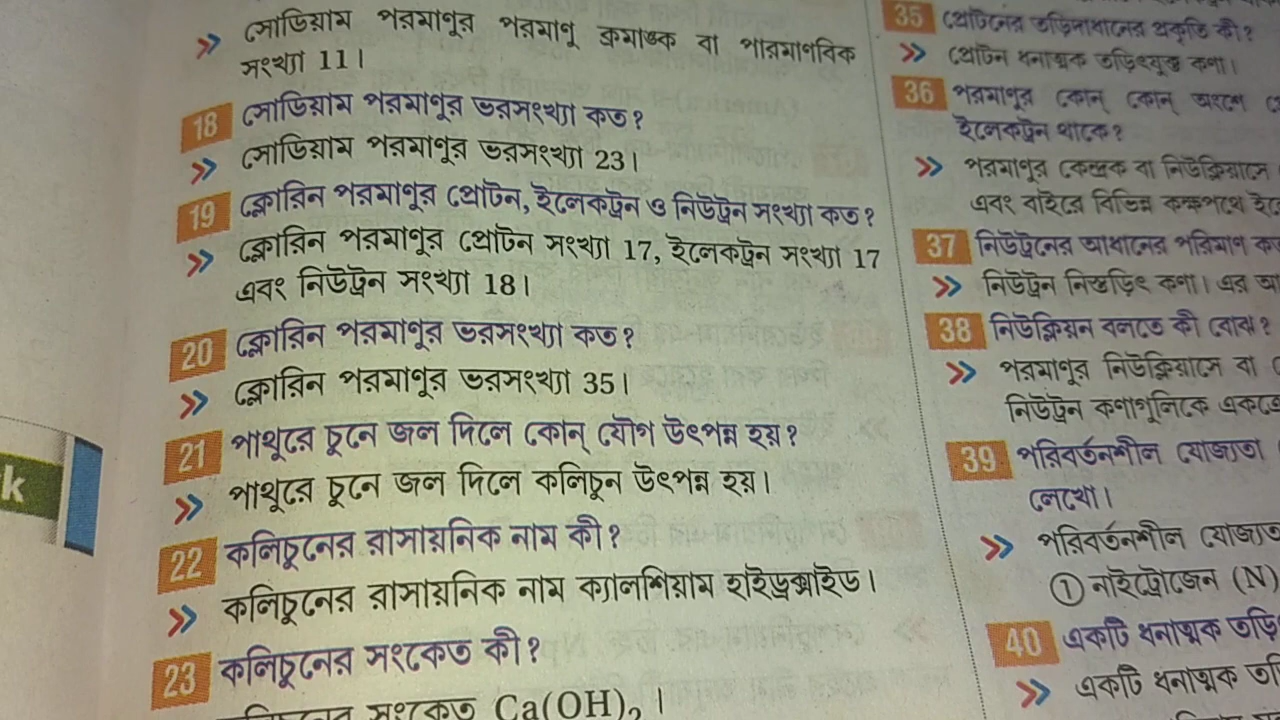 সোডিয়াম পরমাণুর পরমাণু ক্রমাঙ্ক বা পারমাণবিক
সংখ্যা 11।
18 সোডিয়াম পরমাণুর ভরসংখ্যা কত?
সোডিয়াম পরমাণুর ভরসংখ্যা 23।
19 ক্লোরিন পরমাণুর প্রোটন, ইলেকট্রন ও নিউট্রন সংখ্যা কত?
ক্লোরিন পরমাণুর প্রোটন সংখ্যা 17, ইলেকট্রন সংখ্যা 17
এবং নিউট্রন সংখ্যা 18।
20 ক্লোরিন পরমাণুর ভরসংখ্যা কত?
ক্লোরিন পরমাণুর ভরসংখ্যা 35।
21 পাথুরে চুনে জল দিলে কোন্ যৌগ উৎপন্ন হয়?
পাথুরে চুনে জল দিলে কলিচুন উৎপন্ন হয়।
22 কলিচুনের রাসায়নিক নাম কী?
কলিচুনের রাসায়নিক নাম ক্যালশিয়াম হাইড্রক্সাইড।
23 কলিচুনের সংকেত কী?
কলিচুনের সংকেত Ca(OH)₂।
k
35 প্রোটনের তড়িদাধানের প্রকৃতি কী?
প্রোটন ধনাত্মক তড়িৎযুক্ত কণা।
36 পরমাণুর কোন্ কোন্ অংশে
ইলেকট্রন থাকে?
পরমাণুর কেন্দ্রক বা নিউক্লিয়াসে
এবং বাইরে বিভিন্ন কক্ষপথে
37 নিউট্রনের আধানের পরিমাণ
নিউট্রন নিস্তড়িৎ কণা। এর
38 নিউক্লিয়ন বলতে কী বোঝ?
পরমাণুর নিউক্লিয়াসে বা
নিউট্রন কণাগুলিকে
39 পরিবর্তনশীল যোজ্যতা
লেখো।
পরিবর্তনশীল
① নাইট্রোজেন (N)
40 একটি ধনাত্মক
একটি ধনাত্মক